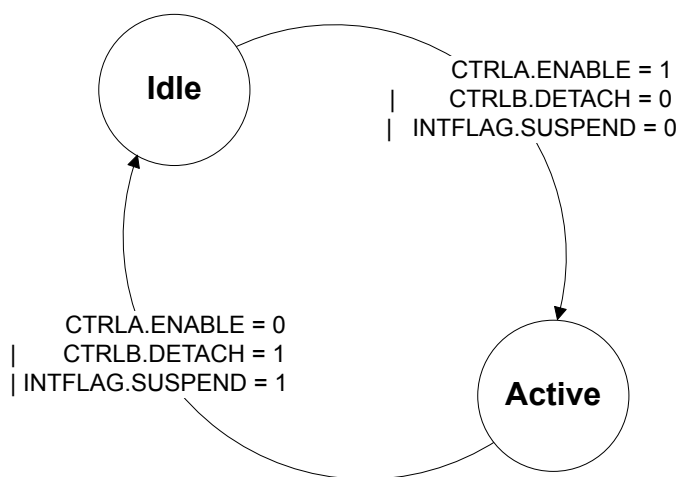 Idle
CTRLA.ENABLE = 1
| CTRLB.DETACH = 0
| INTFLAG.SUSPEND = 0
CTRLA.ENABLE = 0
| CTRLB.DETACH = 1
| INTFLAG.SUSPEND = 1
Active